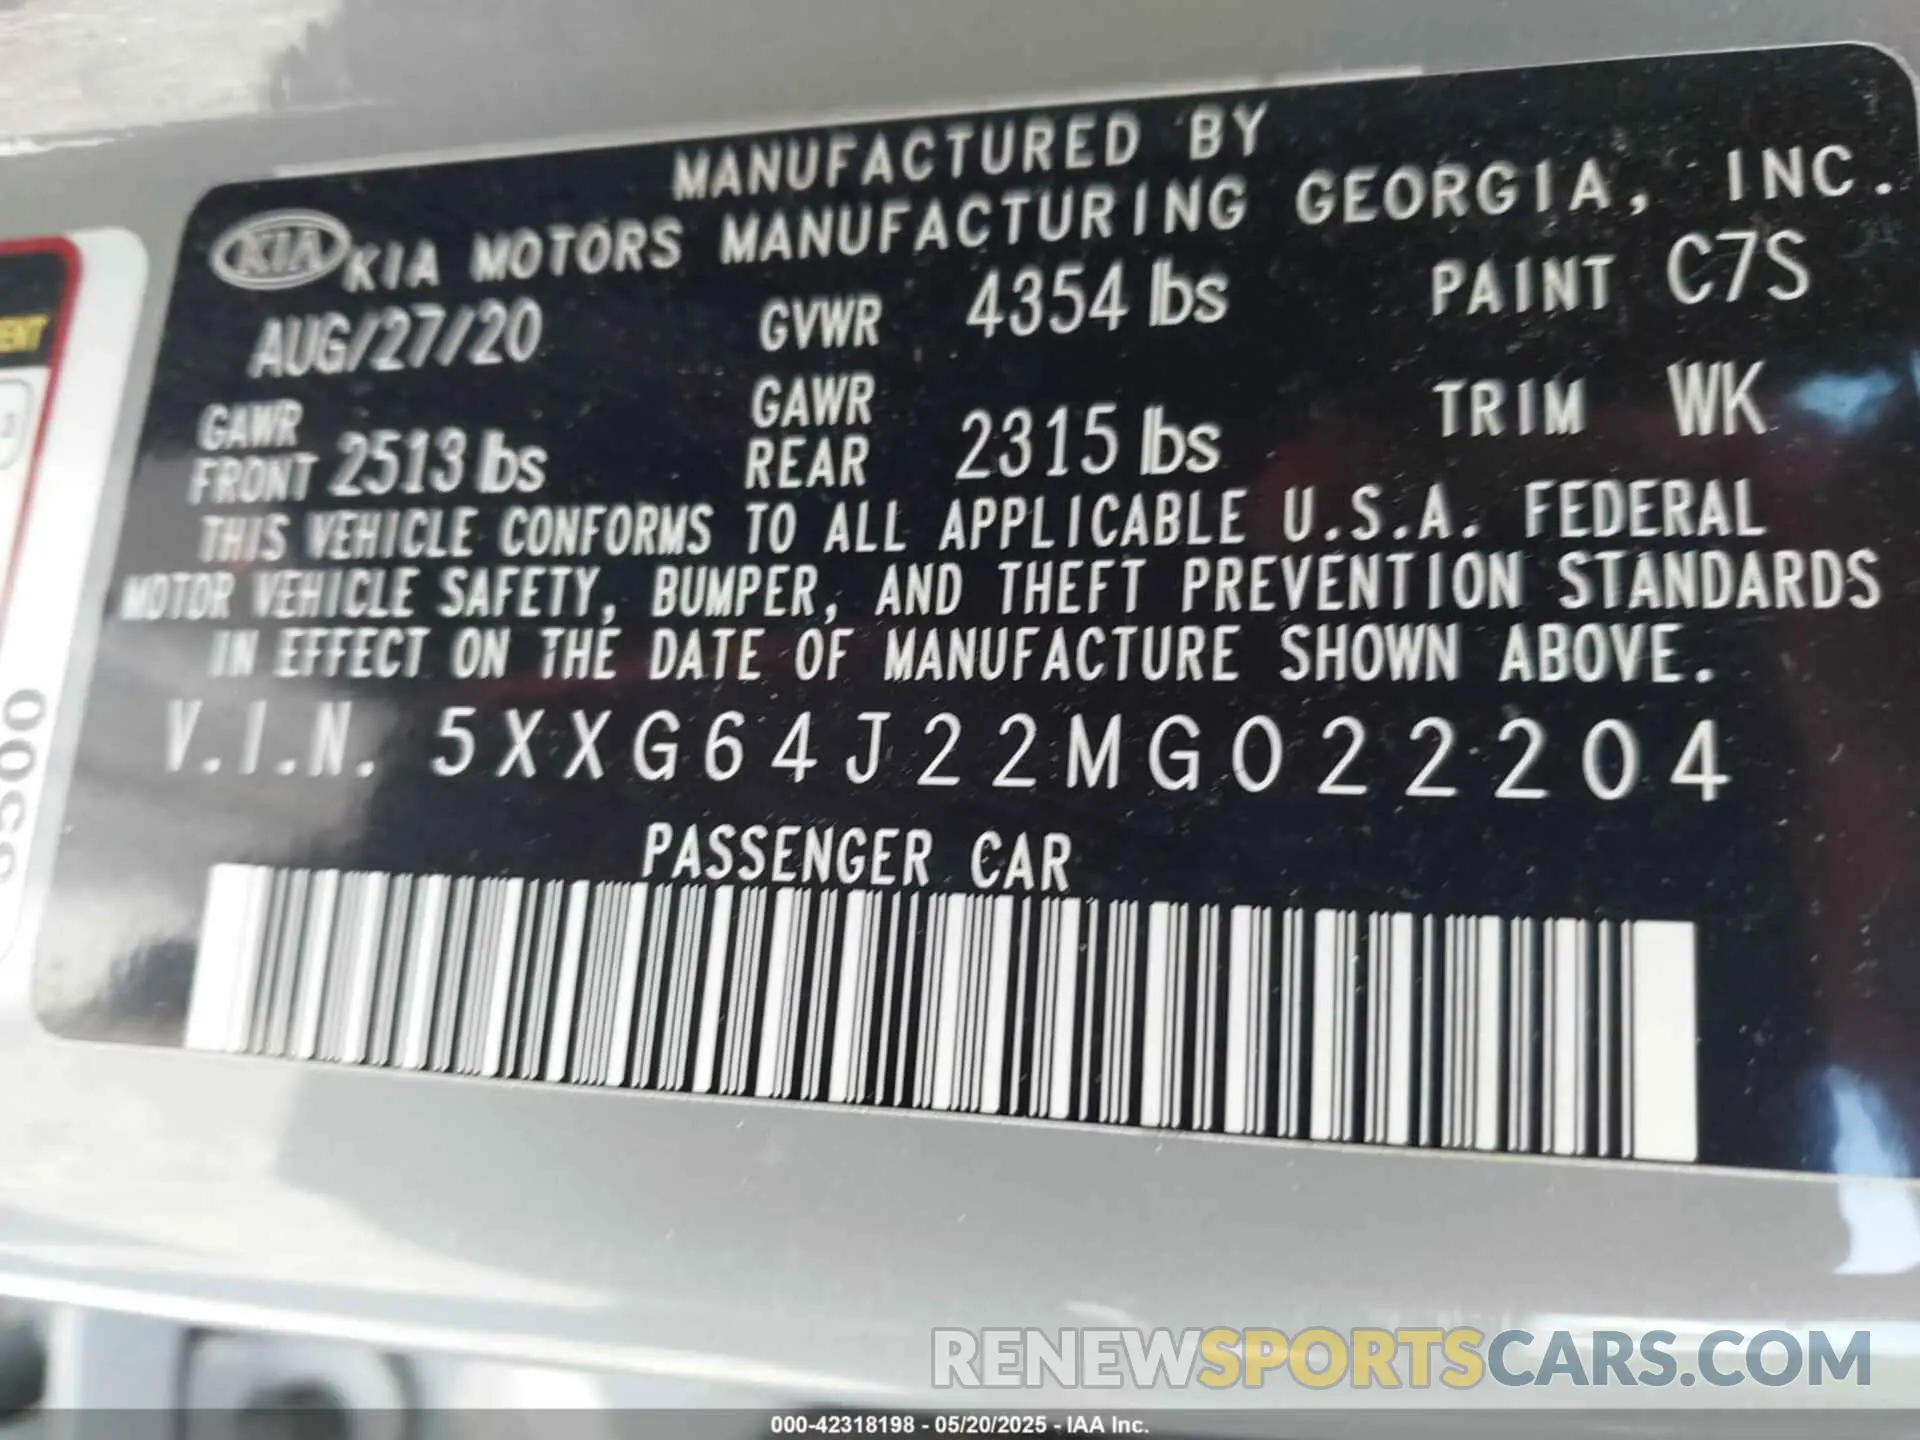 MANUFACTURED BY
KIA KIA MOTORS MANUFACTURING GEORGIA, INC.
AUG/27/20 GVWR 4354 lbs PAINT C7S
GAWR FRONT 2513 lbs GAWR REAR 2315 lbs TRIM WK
THIS VEHICLE CONFORMS TO ALL APPLICABLE U.S.A. FEDERAL
MOTOR VEHICLE SAFETY, BUMPER, AND THEFT PREVENTION STANDARDS
IN EFFECT ON THE DATE OF MANUFACTURE SHOWN ABOVE.
V.I.N. 5XXG64J22MG022204
PASSENGER CAR
RENEWSPORTSCARS.COM
000-42318198 - 05/20/2025 - IAA Inc.